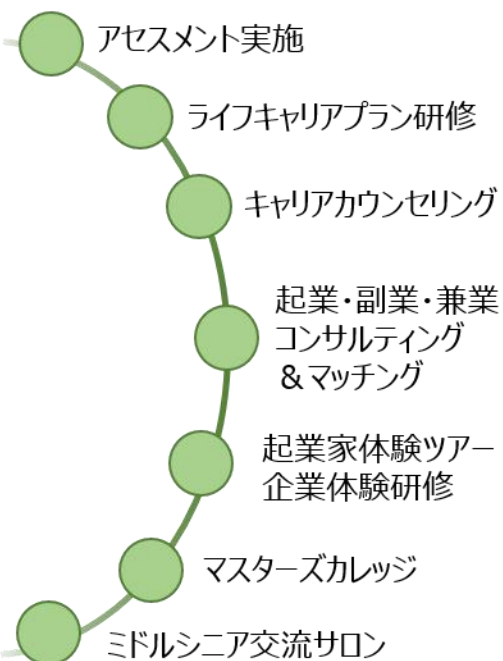 アセスメント実施
ライフキャリアプラン研修
キャリアカウンセリング
起業・副業・兼業
コンサルティング
&マッチング
起業家体験ツアー
企業体験研修
マスターズカレッジ
ミドルシニア交流サロン